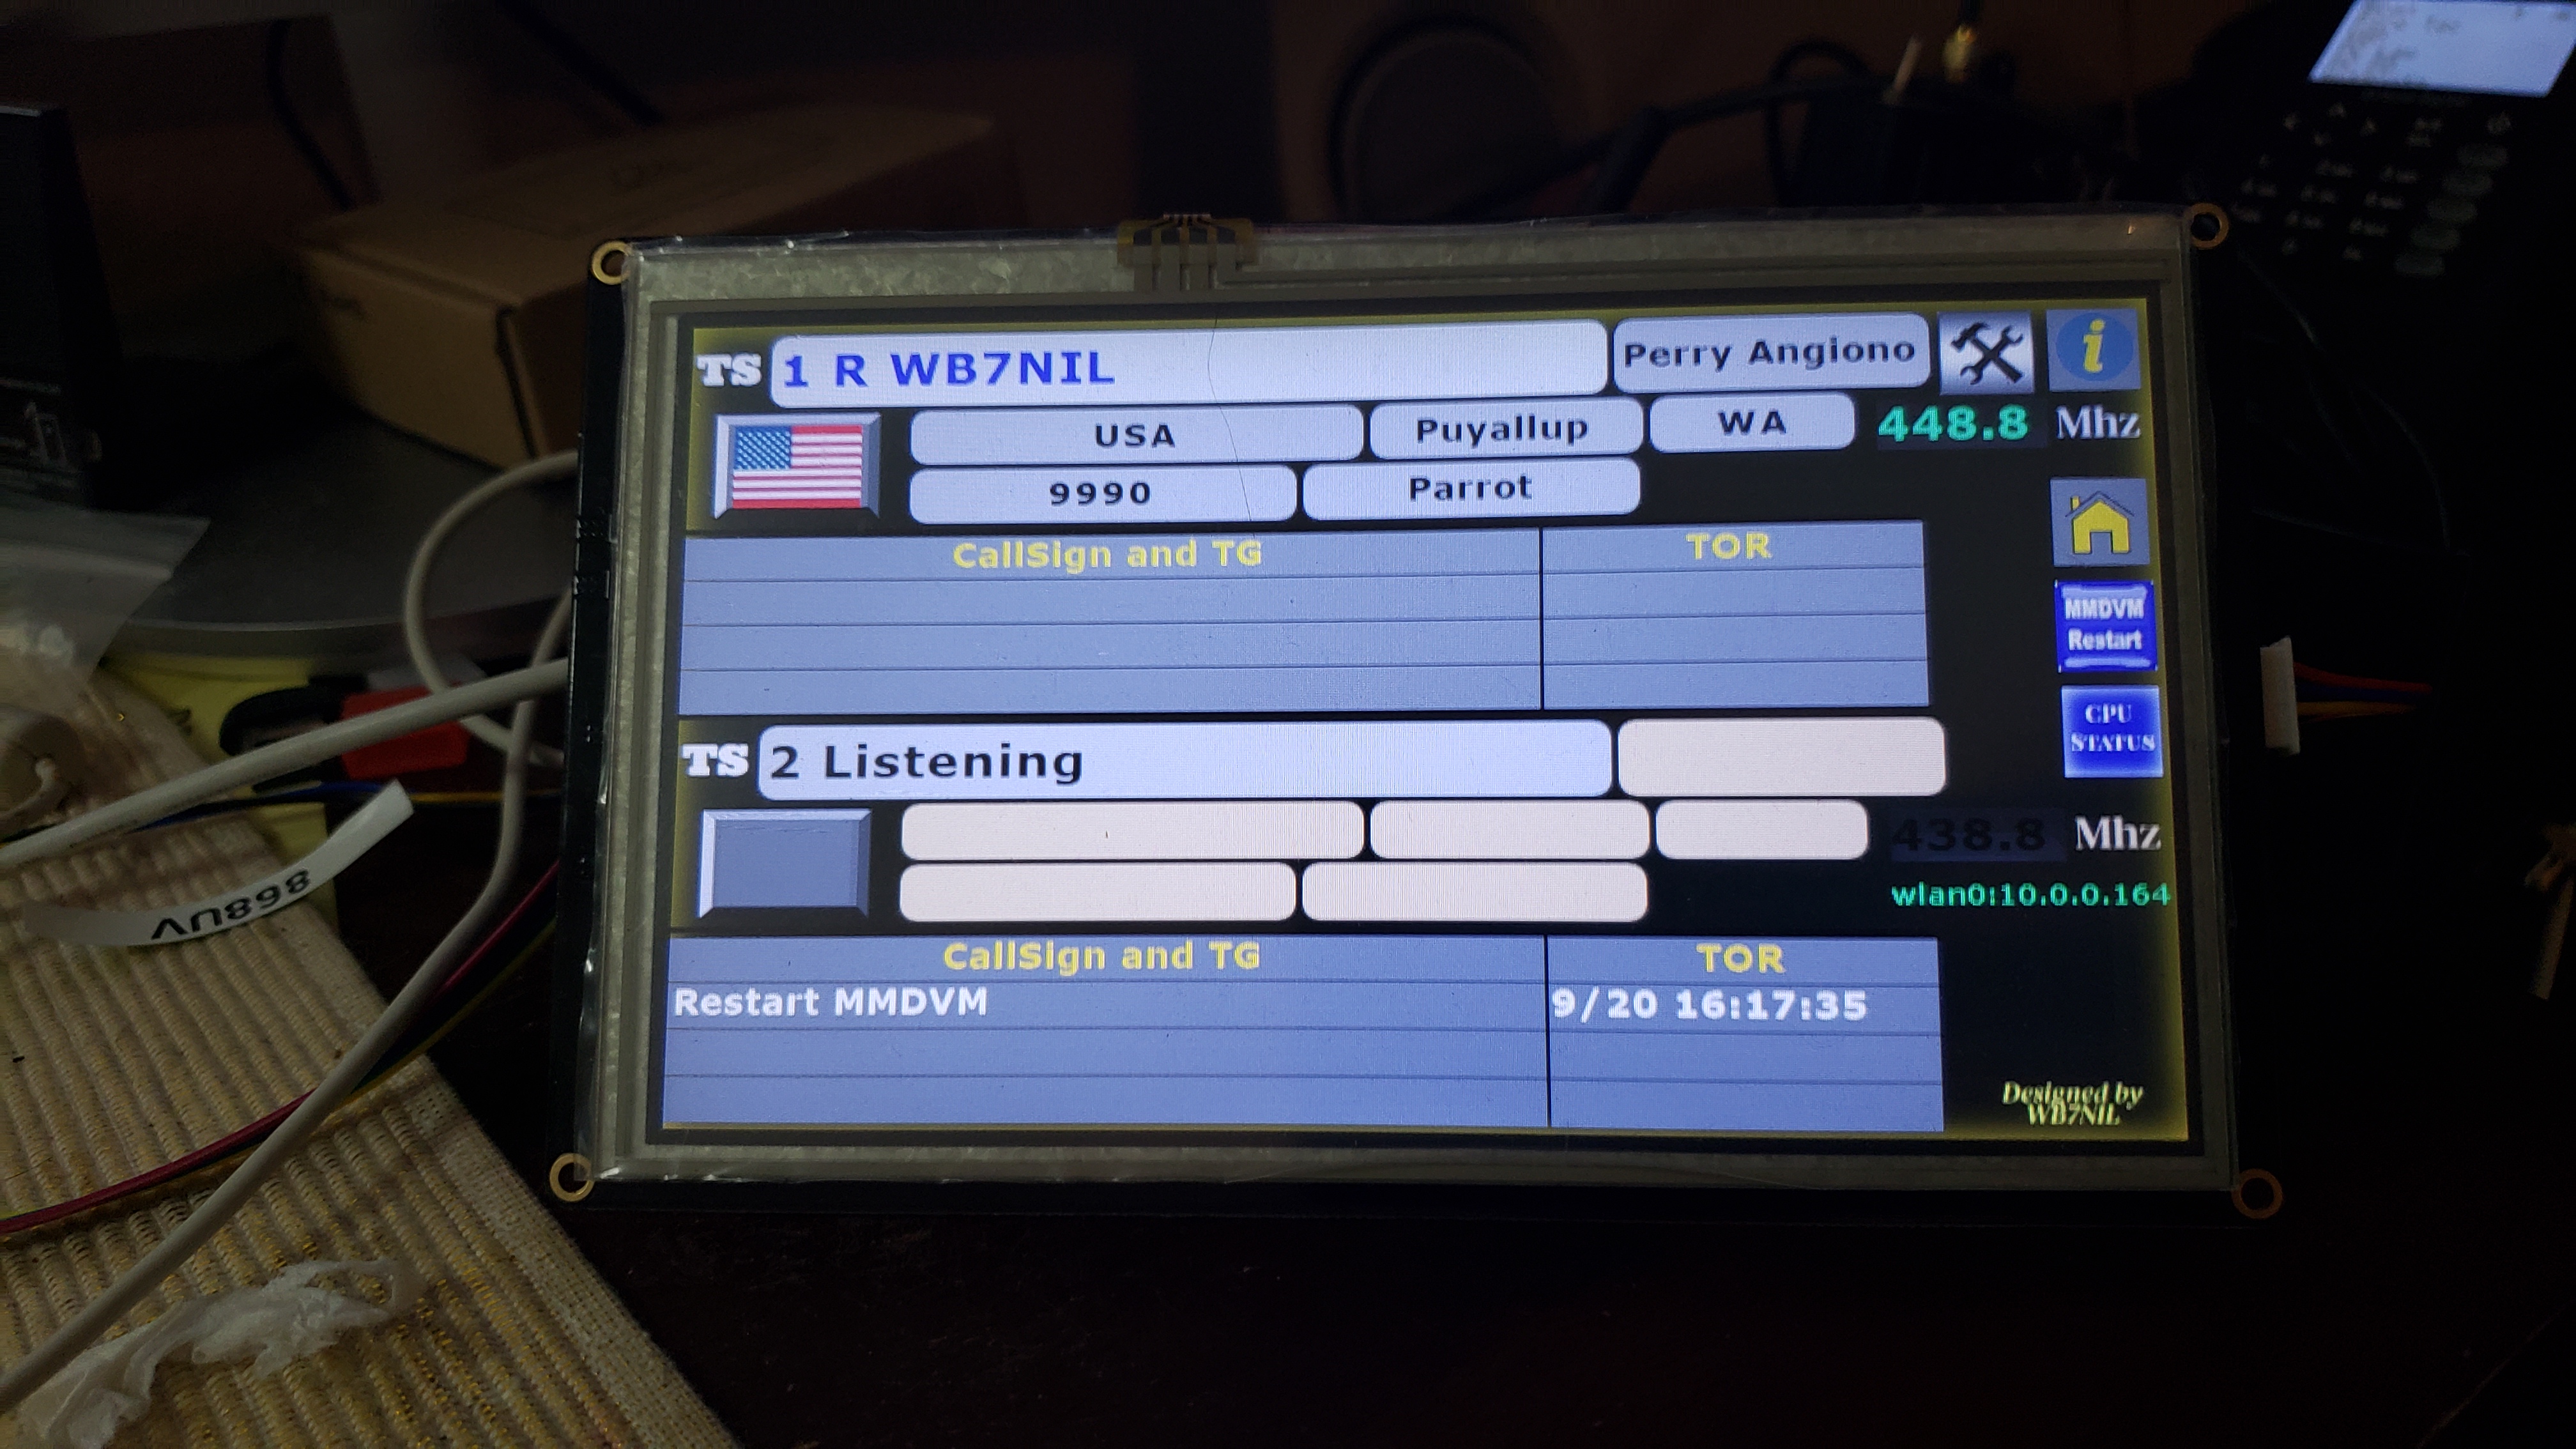 TS 1 R WB7NIL Perry Angiono i
USA Puyallup WA 448.8 Mhz
9990 Parrot
CallSign and TG TOR
MMDVM
Restart
CPU
STATUS
TS 2 Listening
438.8 Mhz
wlan0:10.0.0.164
CallSign and TG TOR
Restart MMDVM 9/20 16:17:35
Designed by
WB7NIL
868UV